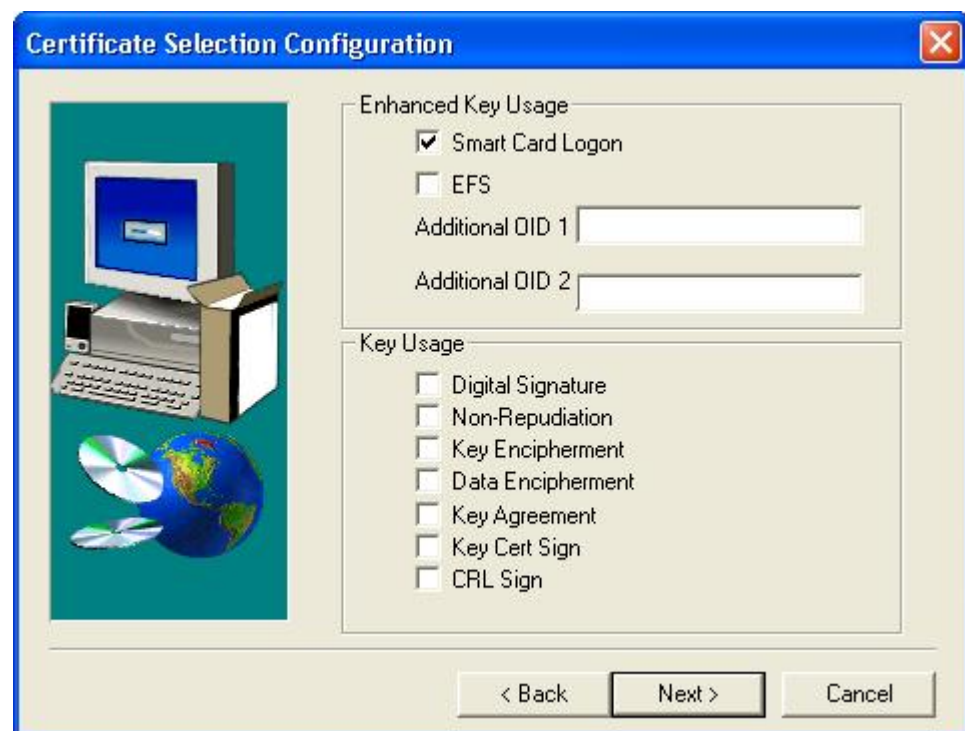 Certificate Selection Configuration
Enhanced Key Usage
Smart Card Logon
EFS
Additional OID 1
Additional OID 2
Key Usage
Digital Signature
Non-Repudiation
Key Encipherment
Data Encipherment
Key Agreement
Key Cert Sign
CRL Sign
< Back Next > Cancel